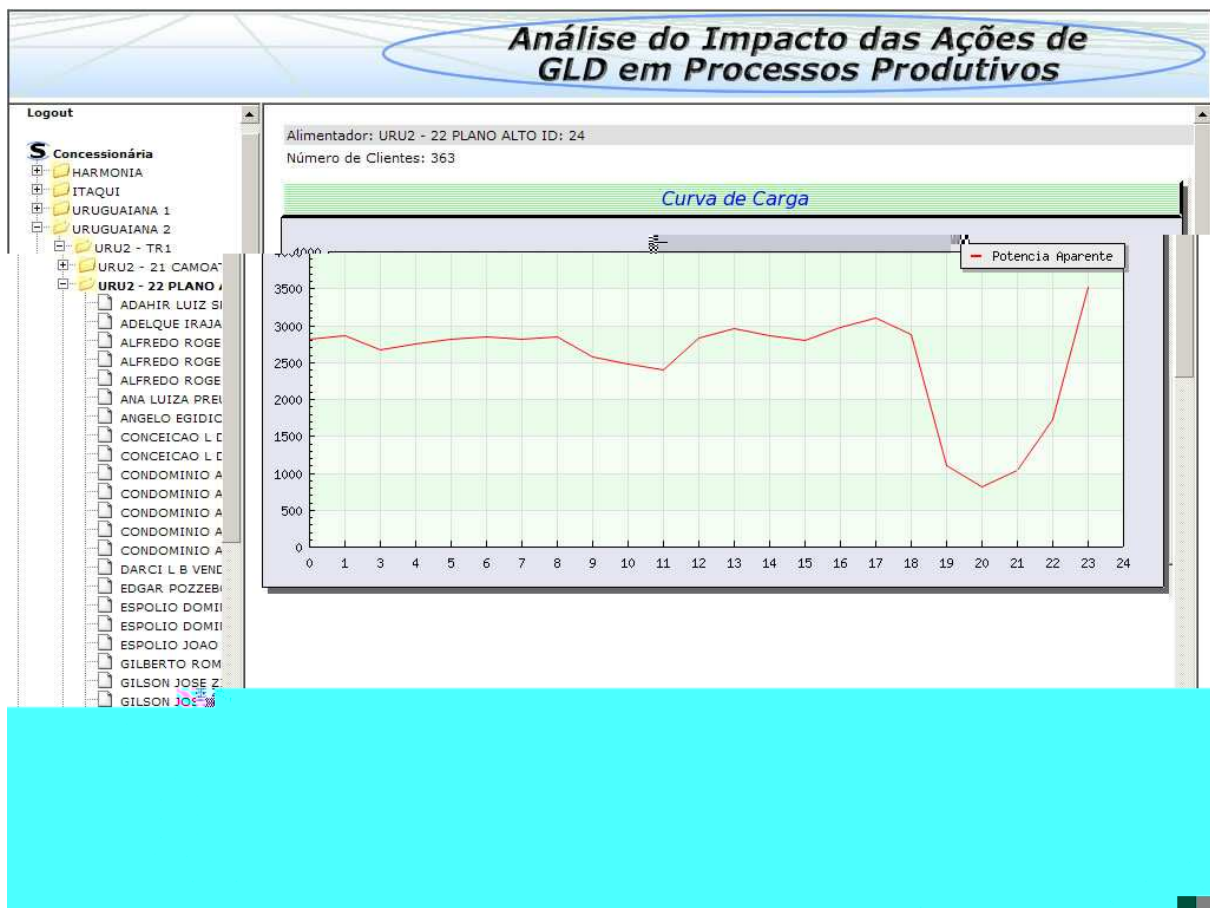 Análise do Impacto das Ações de
GLD em Processos Produtivos
Logout
S Concessionária
HARMONIA
ITAQUI
URUGUAIANA 1
URUGUAIANA 2
URU2 - TR1
URU2 - 21 CAMOA
URU2 - 22 PLANO
ADAHIR LUIZ
ADELQUE IRAJA
ALFREDO ROGE
ALFREDO ROGE
ALFREDO ROGE
ANA LUIZA PREU
ANGELO EGIDIO
CONCEICAO L
CONCEICAO L
CONDOMINIO A
CONDOMINIO A
CONDOMINIO A
CONDOMINIO A
CONDOMINIO A
DARCI L B VEND
EDGAR POZZEB
ESPOLIO DOMI
ESPOLIO DOMI
ESPOLIO JOAO
GILBERTO ROM
GILSON JOSE Z
GILSON
Alimentador: URU2 - 22 PLANO ALTO ID: 24
Número de Clientes: 363
Curva de Carga
Potencia Aparente
4000
3500
3000
2500
2000
1500
1000
500
0
0 1 3 4 5 6 7 8 9 10 11 12 13 14 15 16 17 18 19 20 21 22 23 24